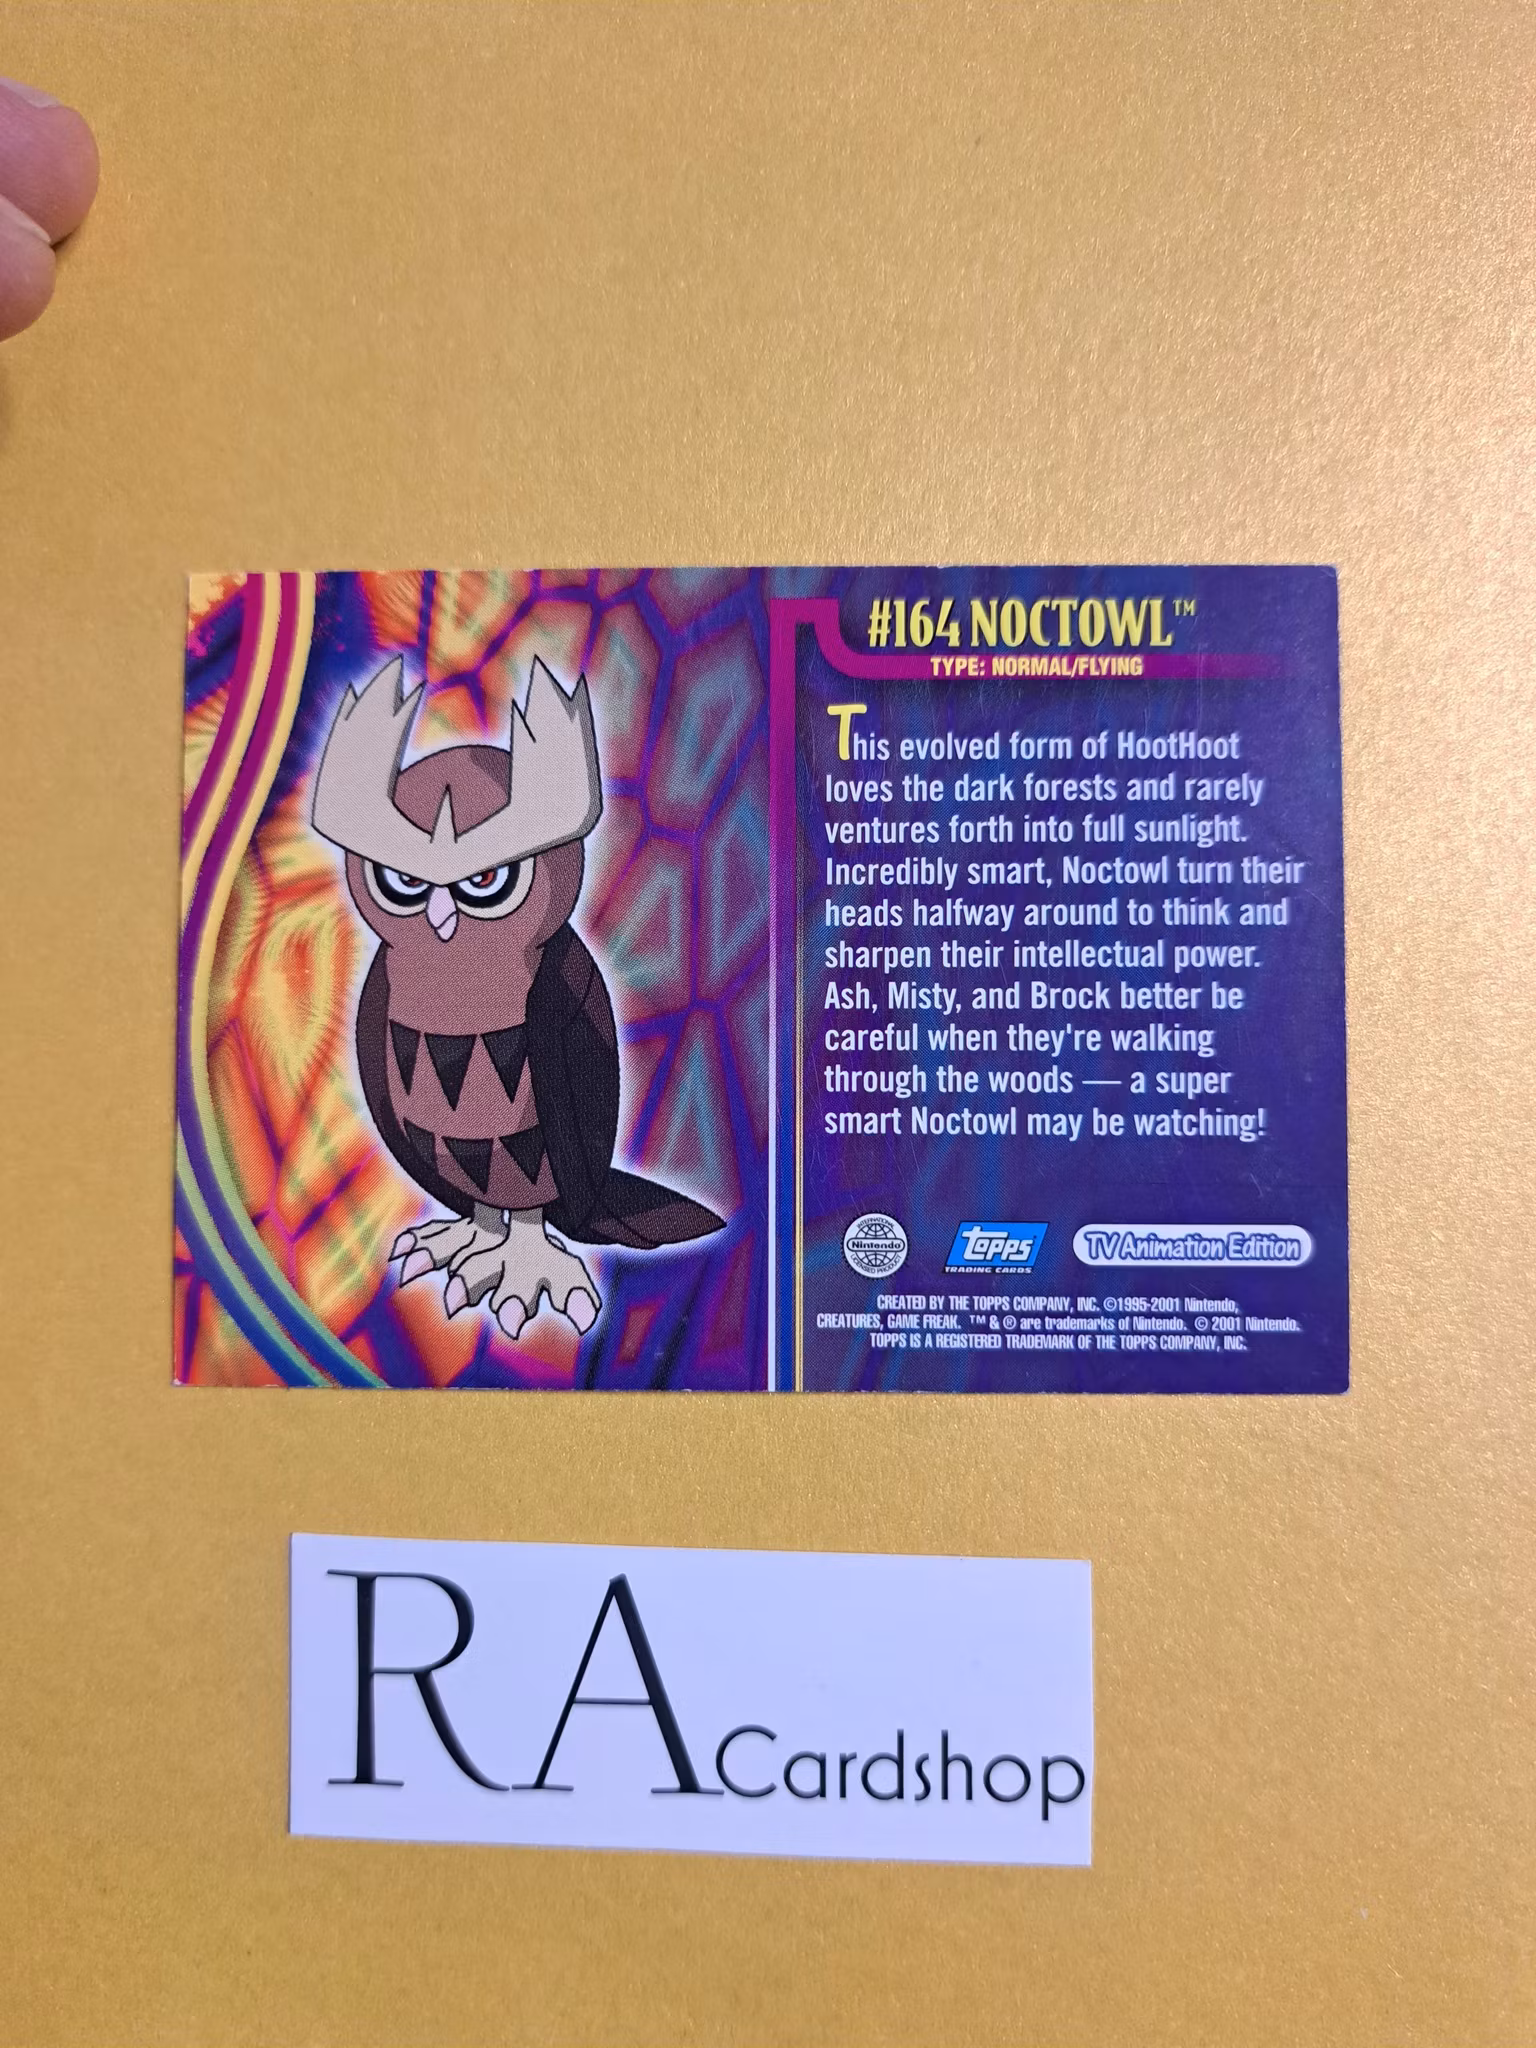 #164 NOCTOWL™
TYPE: NORMAL/FLYING
This evolved form of HootHoot
loves the dark forests and rarely
ventures forth into full sunlight.
Incredibly smart, Noctowl turn their
heads halfway around to think and
sharpen their intellectual power.
Ash, Misty, and Brock better be
careful when they're walking
through the woods — a super
smart Noctowl may be watching!
INTERNATIONAL
Nintendo
LICENSED PRODUCT
topps
TRADING CARDS
TV Animation Edition
CREATED BY THE TOPPS COMPANY, INC. ©1995-2001 Nintendo,
CREATURES, GAME FREAK. ™ & ® are trademarks of Nintendo. © 2001 Nintendo.
TOPPS IS A REGISTERED TRADEMARK OF THE TOPPS COMPANY, INC.
RA Cardshop